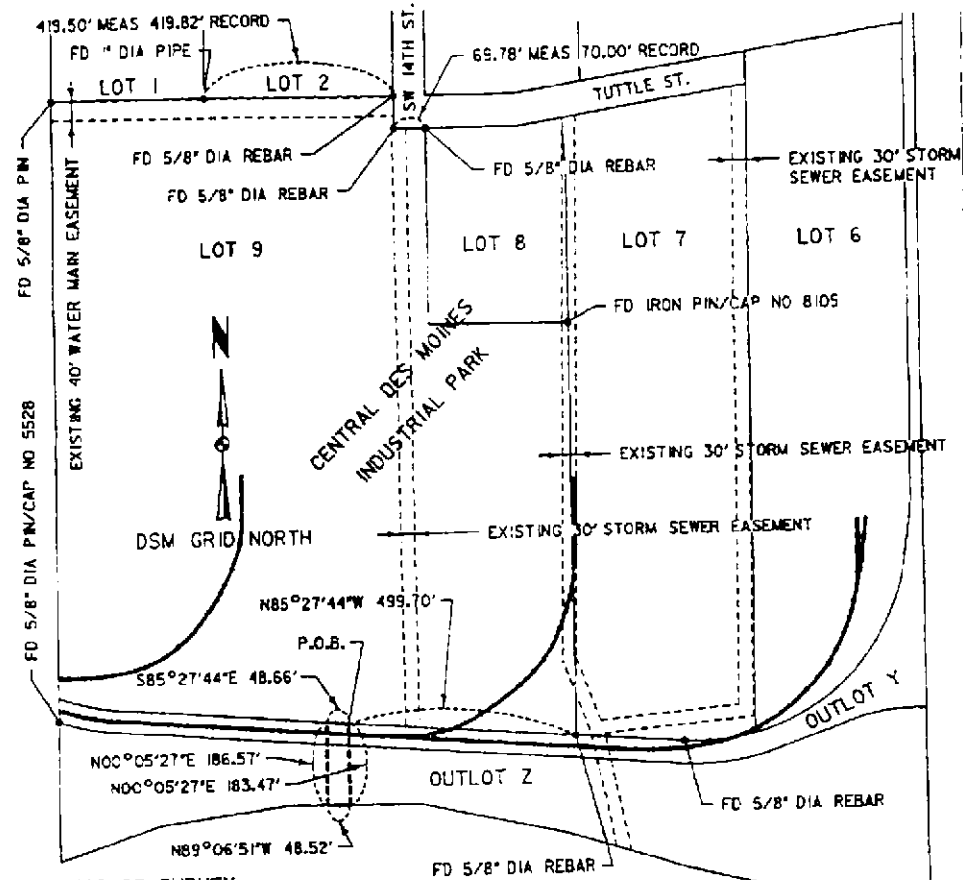 419.50' MEAS 419.82' RECORD
FD 1" DIA PIPE
LOT 1
LOT 2
SW 14TH ST.
69.78' MEAS 70.00' RECORD
TUTTLE ST.
FD 5/8" DIA PIN
EXISTING 40' WATER MAIN EASEMENT
FD 5/8" DIA REBAR
FD 5/8" DIA REBAR
FD 5/8" DIA REBAR
EXISTING 30' STORM
SEWER EASEMENT
LOT 9
LOT 8
LOT 7
LOT 6
FD IRON PIN/CAP NO 8105
N
CENTRAL DES MOINES
INDUSTRIAL PARK
EXISTING 30' STORM SEWER EASEMENT
EXISTING 30' STORM SEWER EASEMENT
DSM GRID NORTH
FD 5/8" DIA PIN/CAP NO 5528
N85°27'44"W 499.70'
P.O.B.
S85°27'44"E 48.66'
OUTLOT Y
N00°05'27"E 186.57'
N00°05'27"E 183.47'
OUTLOT Z
FD 5/8" DIA REBAR
N89°06'51"W 48.52'
FD 5/8" DIA REBAR